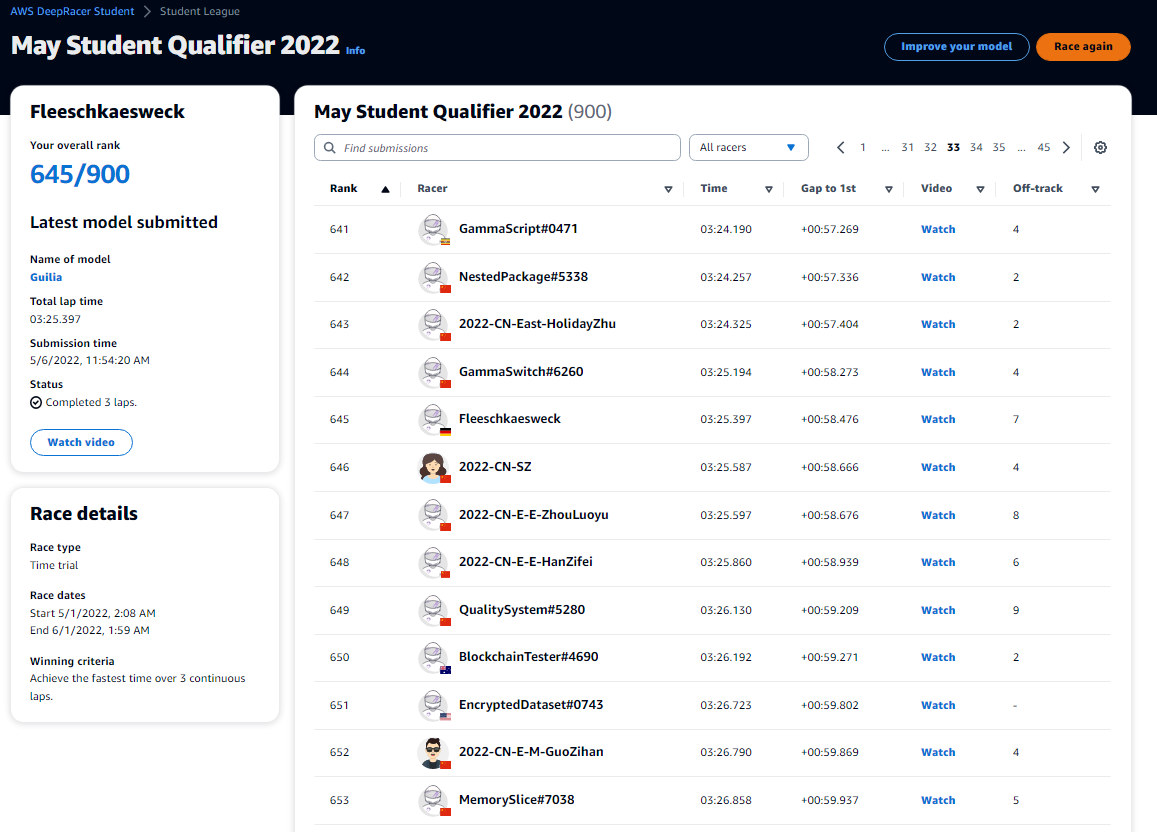 AWS DeepRacer Student > Student League
May Student Qualifier 2022 Info
Improve your model
Race again
Fleeschkaesweck
Your overall rank
645/900
Latest model submitted
Name of model
Guilia
Total lap time
03:25.397
Submission time
5/6/2022, 11:54:20 AM
Status
Completed 3 laps.
Watch video
Race details
Race type
Time trial
Race dates
Start 5/1/2022, 2:08 AM
End 6/1/2022, 1:59 AM
Winning criteria
Achieve the fastest time over 3 continuous
laps.
May Student Qualifier 2022 (900)
Find submissions
All racers
< 1 ... 31 32 33 34 35 ... 45 >
Rank Racer Time Gap to 1st Video Off-track
641 GammaScript#0471 03:24.190 +00:57.269 Watch 4
642 NestedPackage#5338 03:24.257 +00:57.336 Watch 2
643 2022-CN-East-HolidayZhu 03:24.325 +00:57.404 Watch 2
644 GammaSwitch#6260 03:25.194 +00:58.273 Watch 4
645 Fleeschkaesweck 03:25.397 +00:58.476 Watch 7
646 2022-CN-SZ 03:25.587 +00:58.666 Watch 4
647 2022-CN-E-E-ZhouLuoyu 03:25.597 +00:58.676 Watch 8
648 2022-CN-E-E-HanZifei 03:25.860 +00:58.939 Watch 6
649 QualitySystem#5280 03:26.130 +00:59.209 Watch 9
650 BlockchainTester#4690 03:26.192 +00:59.271 Watch 2
651 EncryptedDataset#0743 03:26.723 +00:59.802 Watch -
652 2022-CN-E-M-GuoZihan 03:26.790 +00:59.869 Watch 4
653 MemorySlice#7038 03:26.858 +00:59.937 Watch 5